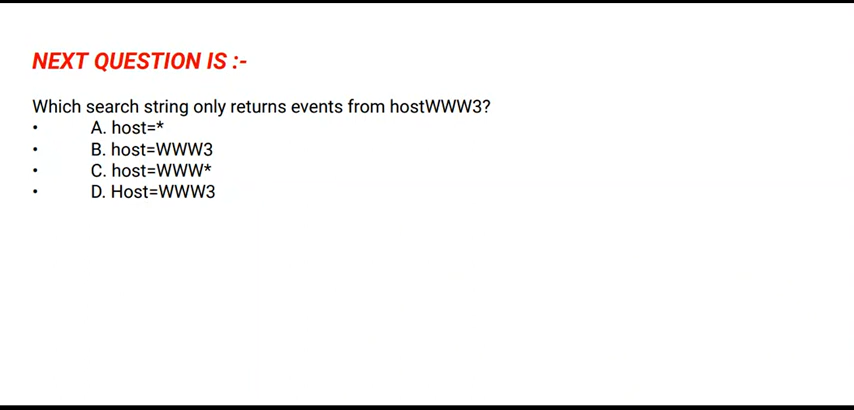 NEXT QUESTION IS :-
Which search string only returns events from hostWWW3?
• A. host=*
• B. host=WWW3
• C. host=WWW*
• D. Host=WWW3